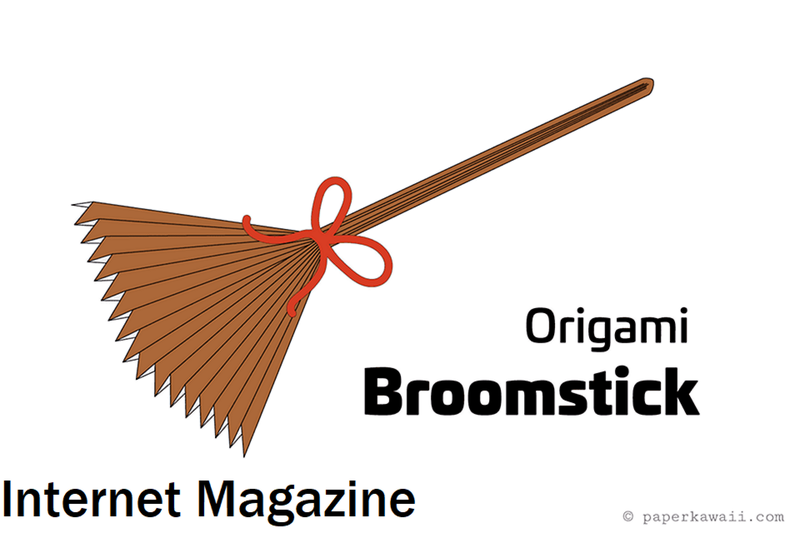 Origami
Broomstick
Internet Magazine
© paperkawaii.com